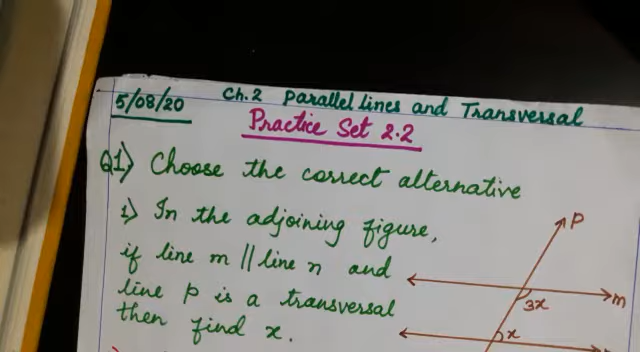 5/08/20 Ch.2 Parallel lines and Transversal
Practice Set 2.2
Q1) Choose the correct alternative
1) In the adjoining figure,
if line m || line n and
line p is a transversal
then find x.
p
m
3x
x